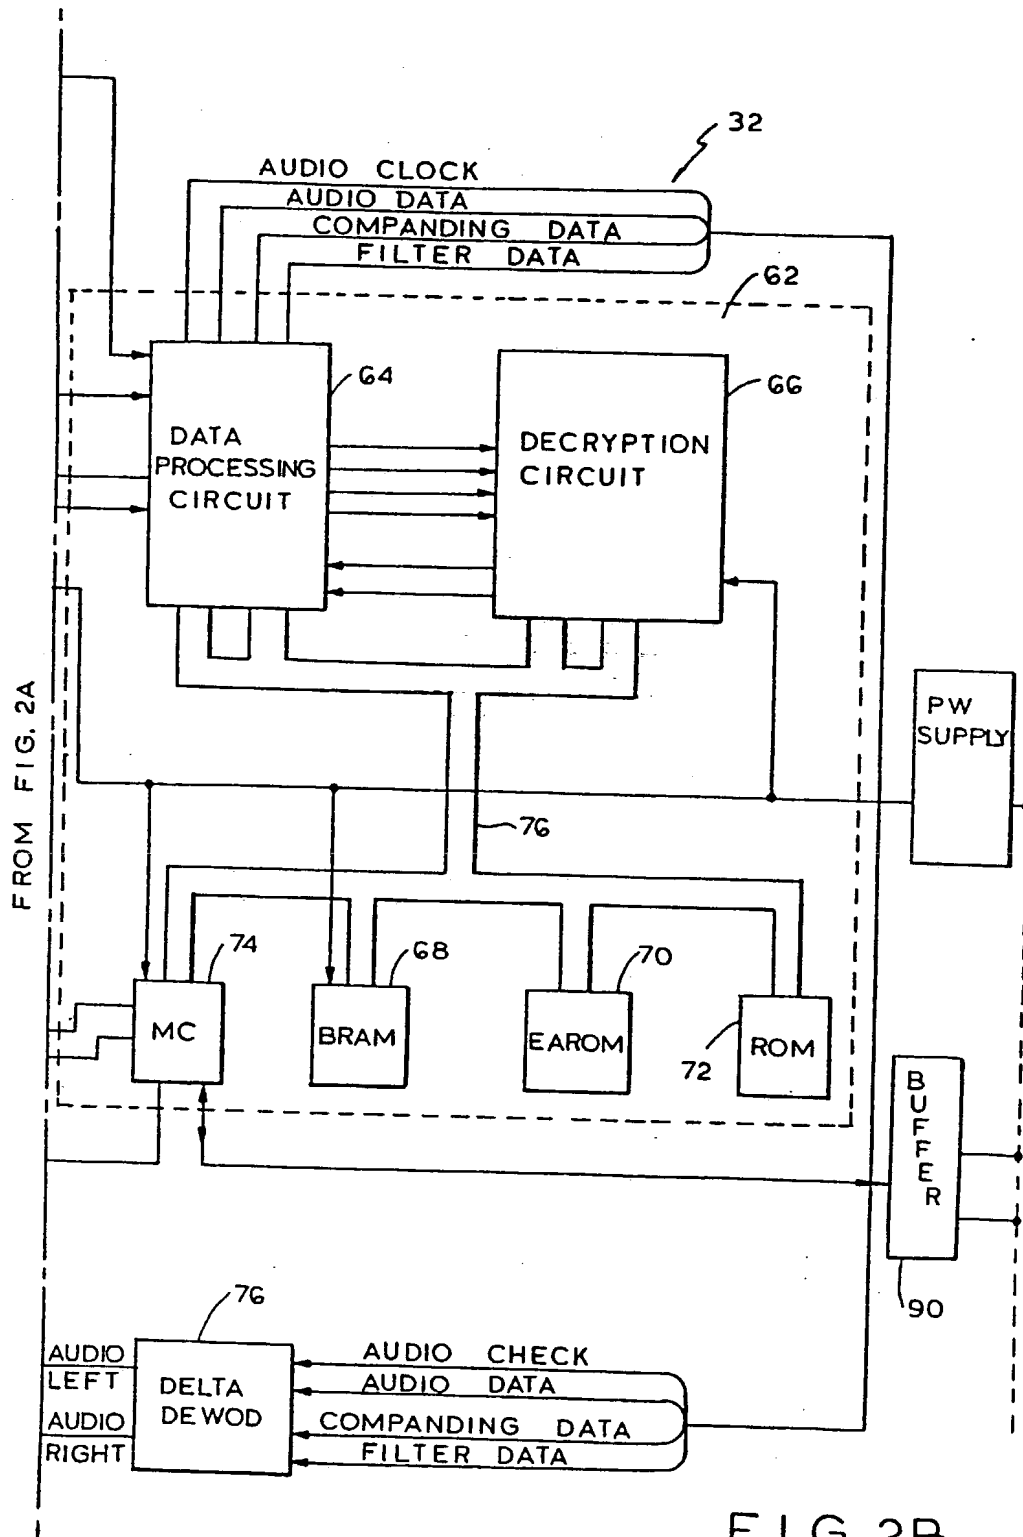 32
AUDIO CLOCK
AUDIO DATA
COMPANDING DATA
FILTER DATA
62
64
66
DATA
PROCESSING
CIRCUIT
DECRYPTION
CIRCUIT
FROM FIG. 2A
PW
SUPPLY
76
74
68
70
72
MC
BRAM
EAROM
ROM
BUFFER
90
76
AUDIO
LEFT
AUDIO
RIGHT
DELTA
DEWOD
AUDIO CHECK
AUDIO DATA
COMPANDING DATA
FILTER DATA
FIG. 2B